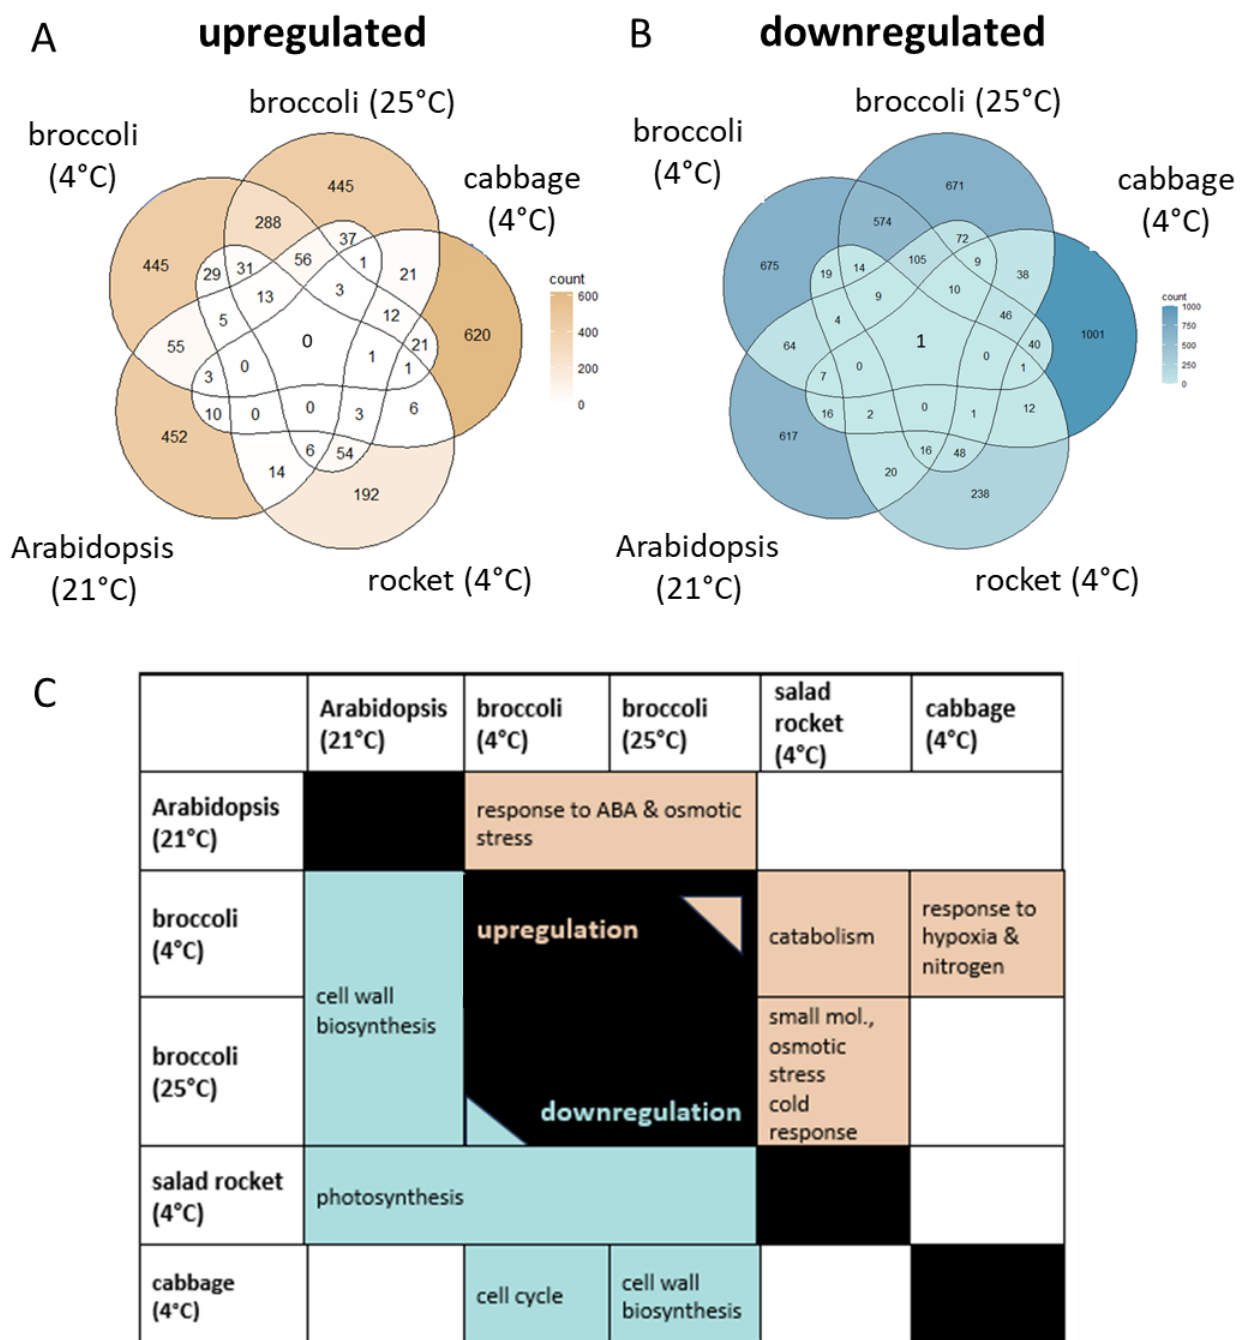 A upregulated
broccoli (25°C)
broccoli
(4°C)
cabbage
(4°C)
445
288
37
445
29
31
56
1
21
13
3
5
12
620
55
0
21
1
1
3
0
10
0
0
3
6
452
6
54
14
192
Arabidopsis
(21°C)
rocket (4°C)
count
600
400
200
0
B downregulated
broccoli (25°C)
broccoli
(4°C)
cabbage
(4°C)
671
574
72
675
19
14
105
9
38
9
10
4
46
1001
64
1
40
0
0
1
7
16
2
0
1
12
617
16
48
20
238
Arabidopsis
(21°C)
rocket (4°C)
count
1000
750
500
250
0
C
Arabidopsis
(21°C)
broccoli
(4°C)
broccoli
(25°C)
salad
rocket
(4°C)
cabbage
(4°C)
Arabidopsis
(21°C)
response to ABA & osmotic
stress
broccoli
(4°C)
cell wall
biosynthesis
upregulation
catabolism
response to
hypoxia &
nitrogen
broccoli
(25°C)
downregulation
small mol.,
osmotic
stress
cold
response
salad rocket
(4°C)
photosynthesis
cabbage
(4°C)
cell cycle
cell wall
biosynthesis